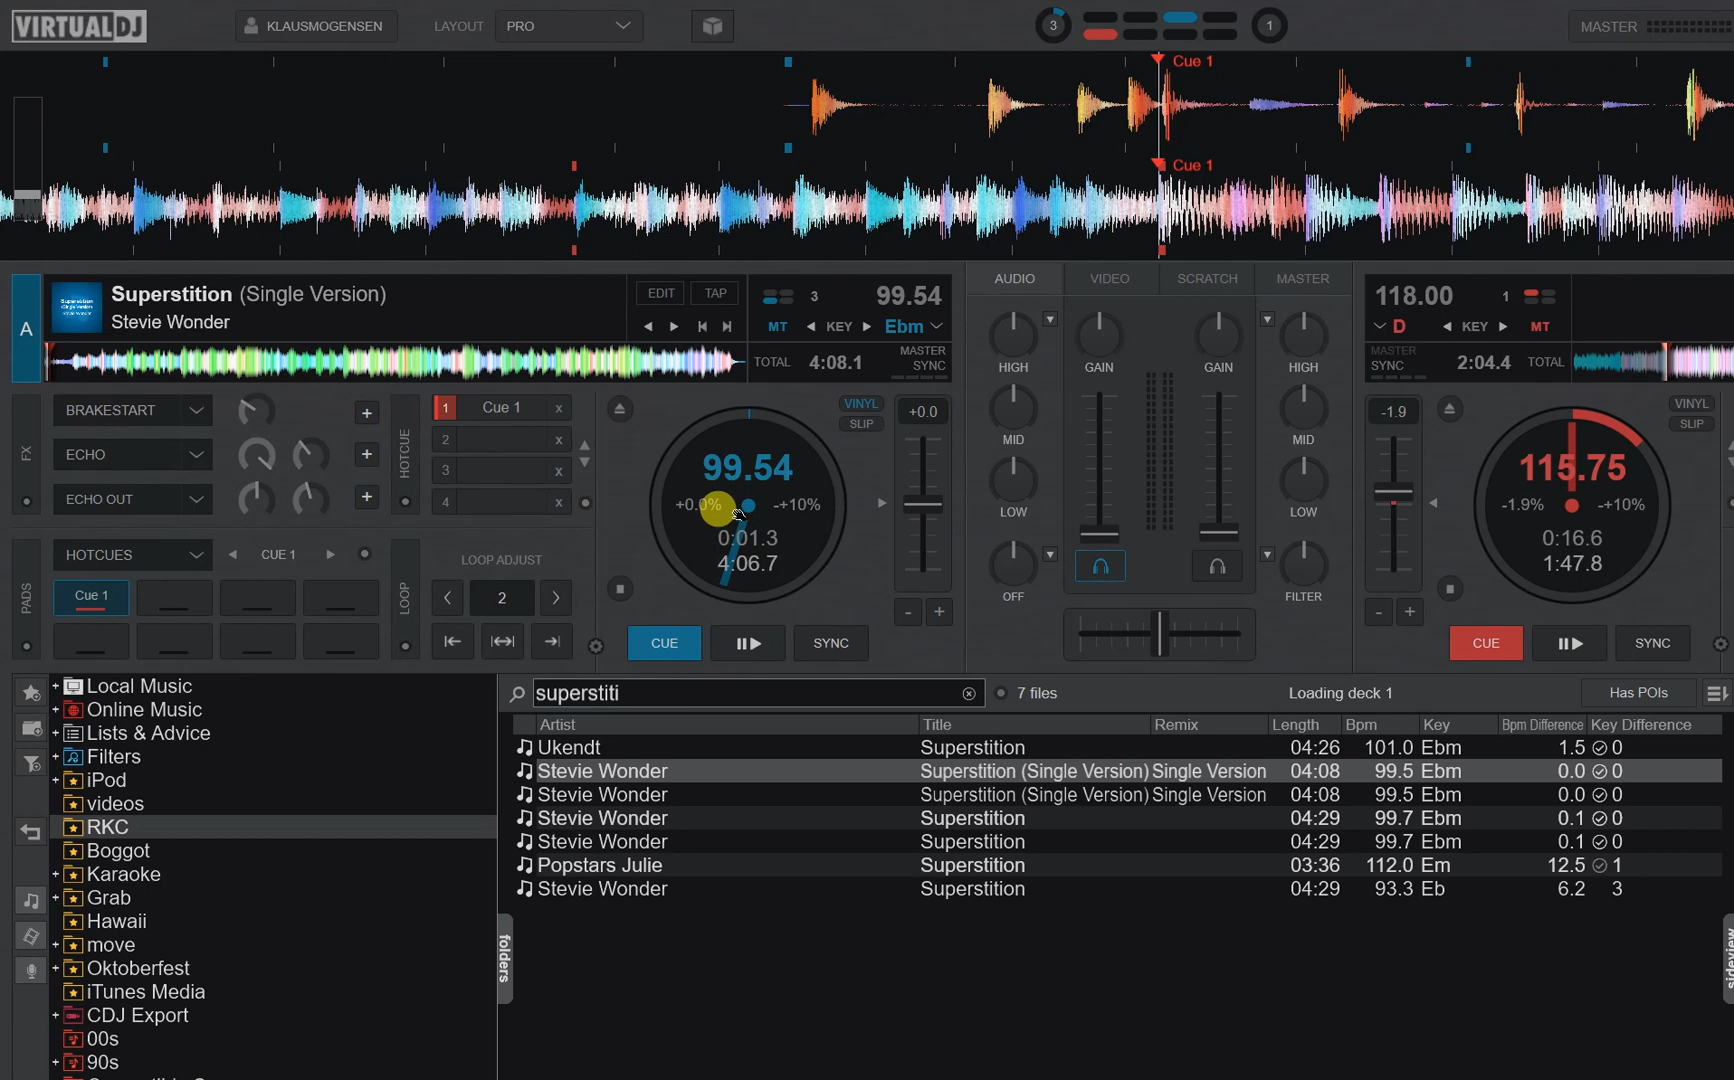 VIRTUALDJ
KLAUSMOGENSEN
LAYOUT
PRO
3
1
MASTER
Cue 1
Cue 1
A
Superstition (Single Version)
Stevie Wonder
EDIT
TAP
3
99.54
MT
KEY
Ebm
TOTAL
4:08.1
MASTER
SYNC
AUDIO
VIDEO
SCRATCH
MASTER
118.00
1
D
KEY
MT
MASTER
SYNC
2:04.4
TOTAL
HIGH
GAIN
GAIN
HIGH
MID
MID
LOW
LOW
OFF
FILTER
FX
BRAKESTART
+
ECHO
+
ECHO OUT
+
HOTCUE
1
Cue 1
x
2
x
3
x
4
x
VINYL
SLIP
+0.0
99.54
+0.0%
-+10%
0:01.3
4:06.7
-
+
-1.9
VINYL
SLIP
115.75
-1.9%
-+10%
0:16.6
1:47.8
-
+
PADS
HOTCUES
CUE 1
Cue 1
LOOP
LOOP ADJUST
2
CUE
SYNC
CUE
SYNC
+ Local Music
+ Online Music
+ Lists & Advice
+ Filters
+ iPod
videos
RKC
Boggot
+ Karaoke
+ Grab
Hawaii
+ move
+ Oktoberfest
iTunes Media
+ CDJ Export
00s
+ 90s
folders
superstiti
7 files
Loading deck 1
Has POIs
Artist Title Remix Length Bpm Key Bpm Difference Key Difference
Ukendt Superstition 04:26 101.0 Ebm 1.5 0
Stevie Wonder Superstition (Single Version) Single Version 04:08 99.5 Ebm 0.0 0
Stevie Wonder Superstition (Single Version) Single Version 04:08 99.5 Ebm 0.0 0
Stevie Wonder Superstition 04:29 99.7 Ebm 0.1 0
Stevie Wonder Superstition 04:29 99.7 Ebm 0.1 0
Popstars Julie Superstition 03:36 112.0 Em 12.5 1
Stevie Wonder Superstition 04:29 93.3 Eb 6.2 3
sideview